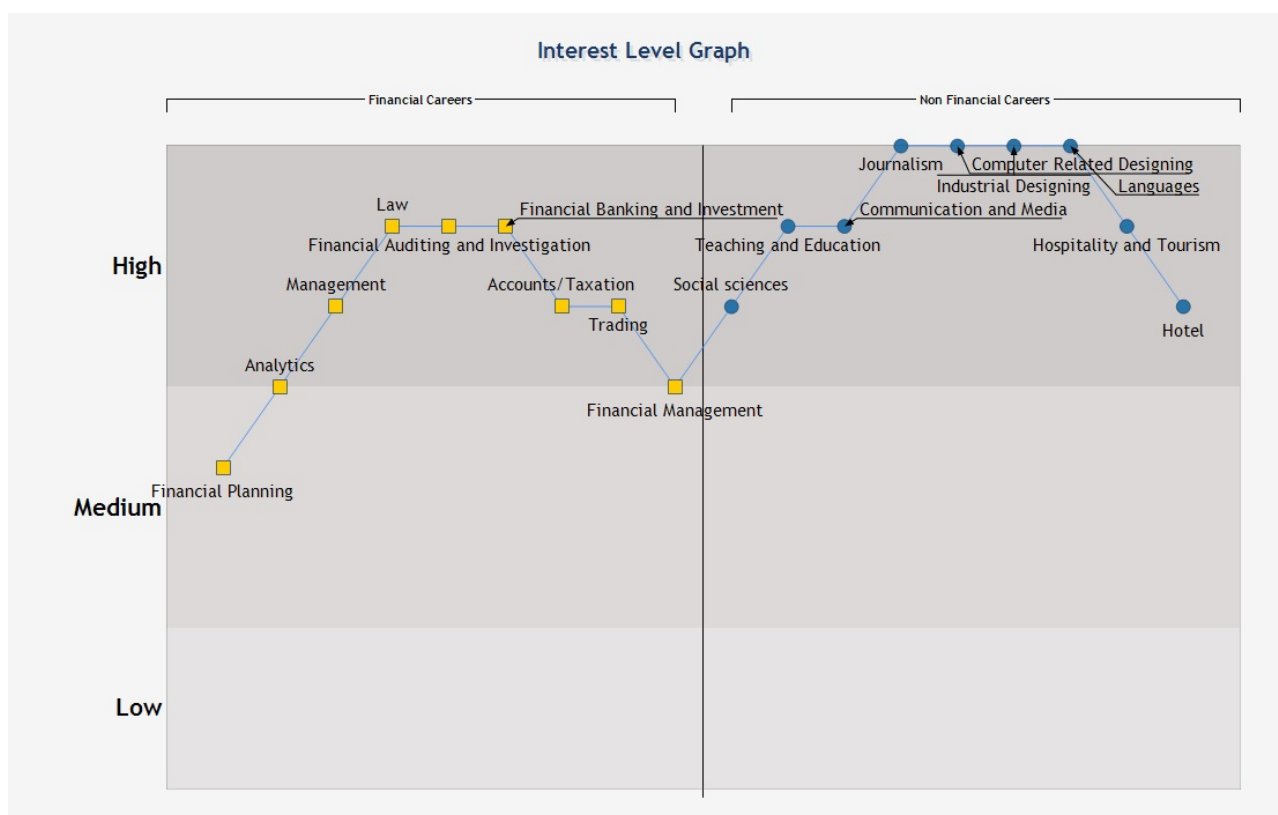 Interest Level Graph
Financial Careers
Non Financial Careers
Journalism
Computer Related Designing
Industrial Designing
Languages
Law
Financial Banking and Investment
Communication and Media
Financial Auditing and Investigation
Teaching and Education
Hospitality and Tourism
High
Management
Accounts/Taxation
Social sciences
Trading
Hotel
Analytics
Financial Management
Financial Planning
Medium
Low